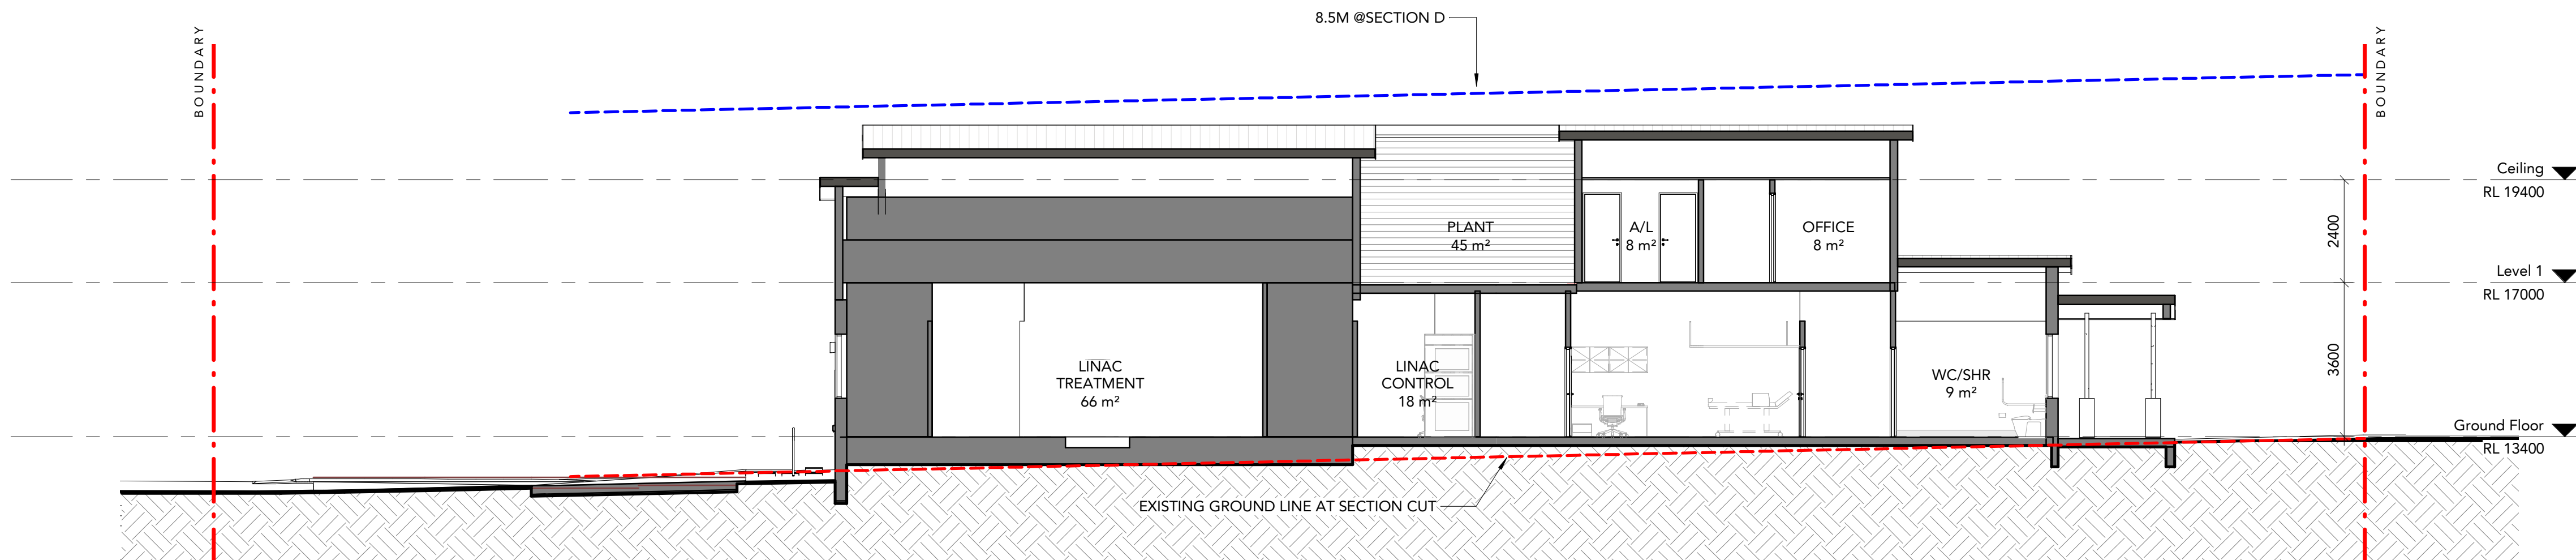 8.5M @SECTION D
BOUNDARY
BOUNDARY
Ceiling
RL 19400
PLANT
45 m²
A/L
8 m²
OFFICE
8 m²
2400
Level 1
RL 17000
LINAC
TREATMENT
66 m²
LINAC
CONTROL
18 m²
WC/SHR
9 m²
3600
Ground Floor
RL 13400
EXISTING GROUND LINE AT SECTION CUT